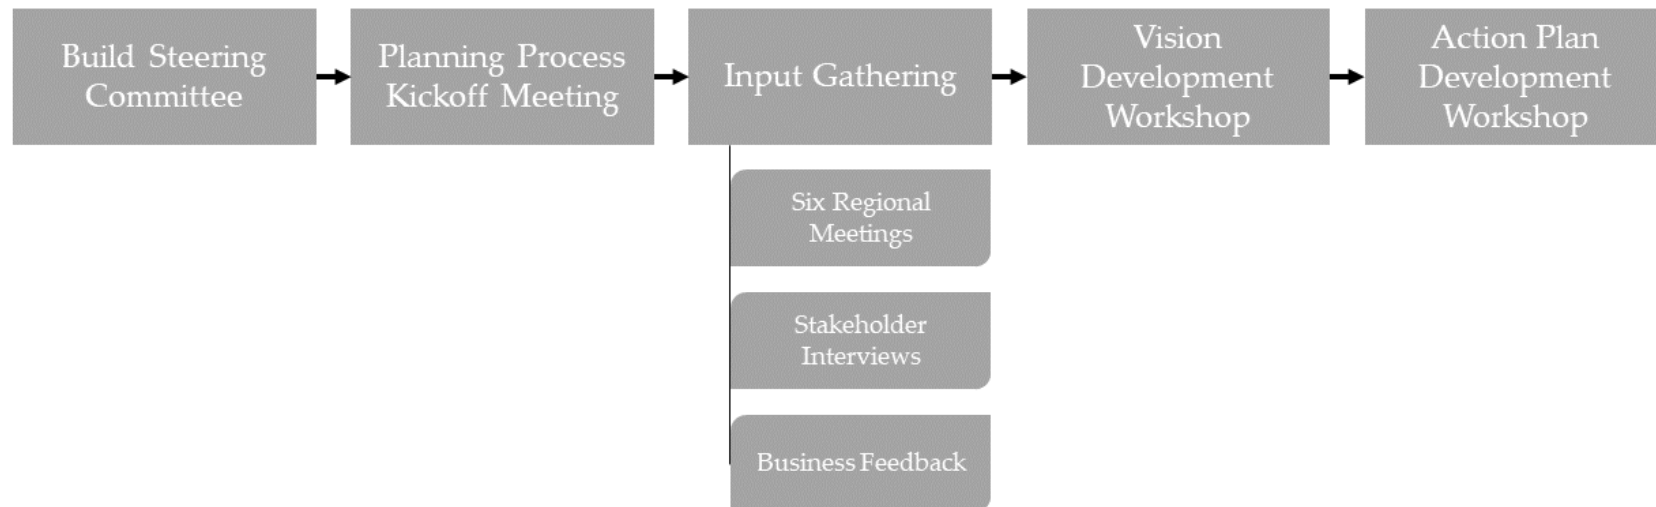 Build Steering
Committee
Planning Process
Kickoff Meeting
Input Gathering
Vision
Development
Workshop
Action Plan
Development
Workshop
Six Regional
Meetings
Stakeholder
Interviews
Business Feedback